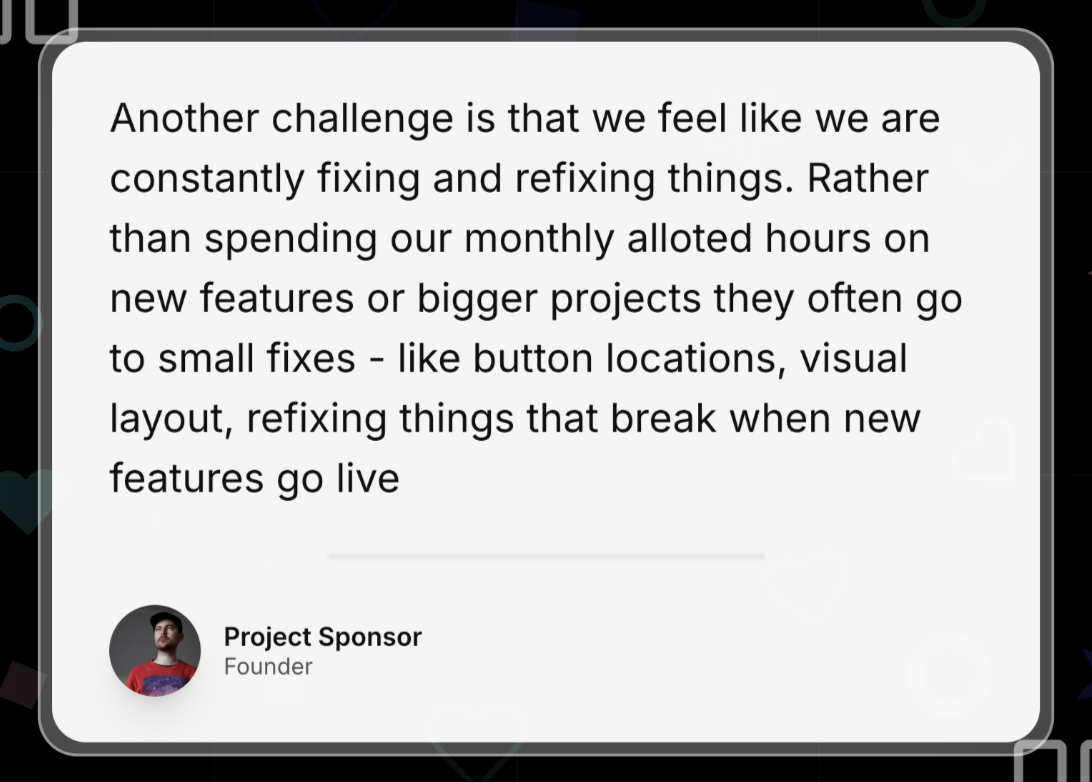 Another challenge is that we feel like we are
constantly fixing and refixing things. Rather
than spending our monthly alloted hours on
new features or bigger projects they often go
to small fixes - like button locations, visual
layout, refixing things that break when new
features go live
Project Sponsor
Founder